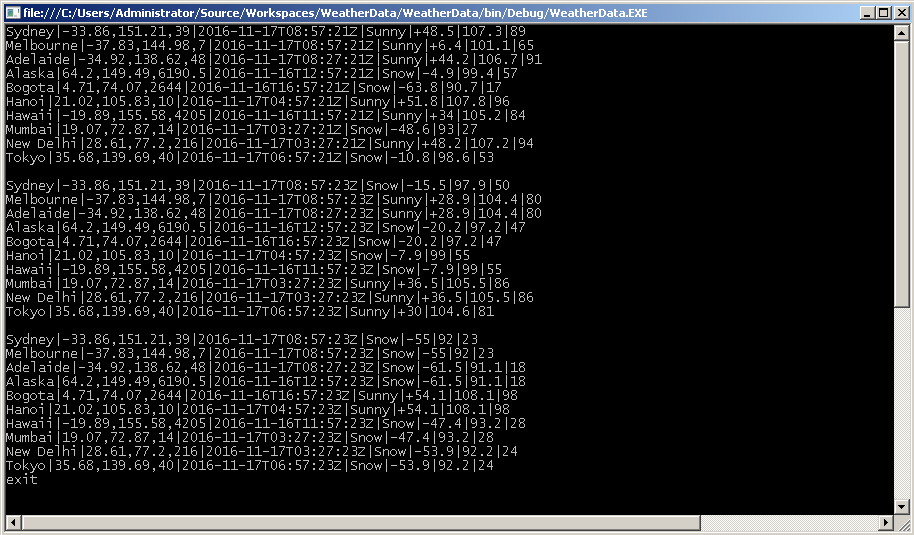 file:///C:/Users/Administrator/Source/Workspaces/WeatherData/WeatherData/bin/Debug/WeatherData.EXE
Sydney|-33.86,151.21,39|2016-11-17T08:57:21Z|Sunny|+48.5|107.3|89
Melbourne|-37.83,144.98,7|2016-11-17T08:57:21Z|Sunny|+6.4|101.1|65
Adelaide|-34.92,138.62,48|2016-11-17T08:27:21Z|Sunny|+44.2|106.7|91
Alaska|64.2,149.49,6190.5|2016-11-16T12:57:21Z|Snow|-4.9|99.4|57
Bogota|4.71,74.07,2644|2016-11-16T16:57:21Z|Snow|-63.8|90.7|17
Hanoi|21.02,105.83,10|2016-11-17T04:57:21Z|Sunny|+51.8|107.8|96
Hawaii|-19.89,155.58,4205|2016-11-16T11:57:21Z|Sunny|+34|105.2|84
Mumbai|19.07,72.87,14|2016-11-17T03:27:21Z|Snow|-48.6|93|27
New Delhi|28.61,77.2,216|2016-11-17T03:27:21Z|Sunny|+48.2|107.2|94
Tokyo|35.68,139.69,40|2016-11-17T06:57:21Z|Snow|-10.8|98.6|53
Sydney|-33.86,151.21,39|2016-11-17T08:57:23Z|Snow|-15.5|97.9|50
Melbourne|-37.83,144.98,7|2016-11-17T08:57:23Z|Sunny|+28.9|104.4|80
Adelaide|-34.92,138.62,48|2016-11-17T08:27:23Z|Sunny|+28.9|104.4|80
Alaska|64.2,149.49,6190.5|2016-11-16T12:57:23Z|Snow|-20.2|97.2|47
Bogota|4.71,74.07,2644|2016-11-16T16:57:23Z|Snow|-20.2|97.2|47
Hanoi|21.02,105.83,10|2016-11-17T04:57:23Z|Snow|-7.9|99|55
Hawaii|-19.89,155.58,4205|2016-11-16T11:57:23Z|Snow|-7.9|99|55
Mumbai|19.07,72.87,14|2016-11-17T03:27:23Z|Sunny|+36.5|105.5|86
New Delhi|28.61,77.2,216|2016-11-17T03:27:23Z|Sunny|+36.5|105.5|86
Tokyo|35.68,139.69,40|2016-11-17T06:57:23Z|Sunny|+30|104.6|81
Sydney|-33.86,151.21,39|2016-11-17T08:57:23Z|Snow|-55|92|23
Melbourne|-37.83,144.98,7|2016-11-17T08:57:23Z|Snow|-55|92|23
Adelaide|-34.92,138.62,48|2016-11-17T08:27:23Z|Snow|-61.5|91.1|18
Alaska|64.2,149.49,6190.5|2016-11-16T12:57:23Z|Snow|-61.5|91.1|18
Bogota|4.71,74.07,2644|2016-11-16T16:57:23Z|Sunny|+54.1|108.1|98
Hanoi|21.02,105.83,10|2016-11-17T04:57:23Z|Sunny|+54.1|108.1|98
Hawaii|-19.89,155.58,4205|2016-11-16T11:57:23Z|Snow|-47.4|93.2|28
Mumbai|19.07,72.87,14|2016-11-17T03:27:23Z|Snow|-47.4|93.2|28
New Delhi|28.61,77.2,216|2016-11-17T03:27:23Z|Snow|-53.9|92.2|24
Tokyo|35.68,139.69,40|2016-11-17T06:57:23Z|Snow|-53.9|92.2|24
exit